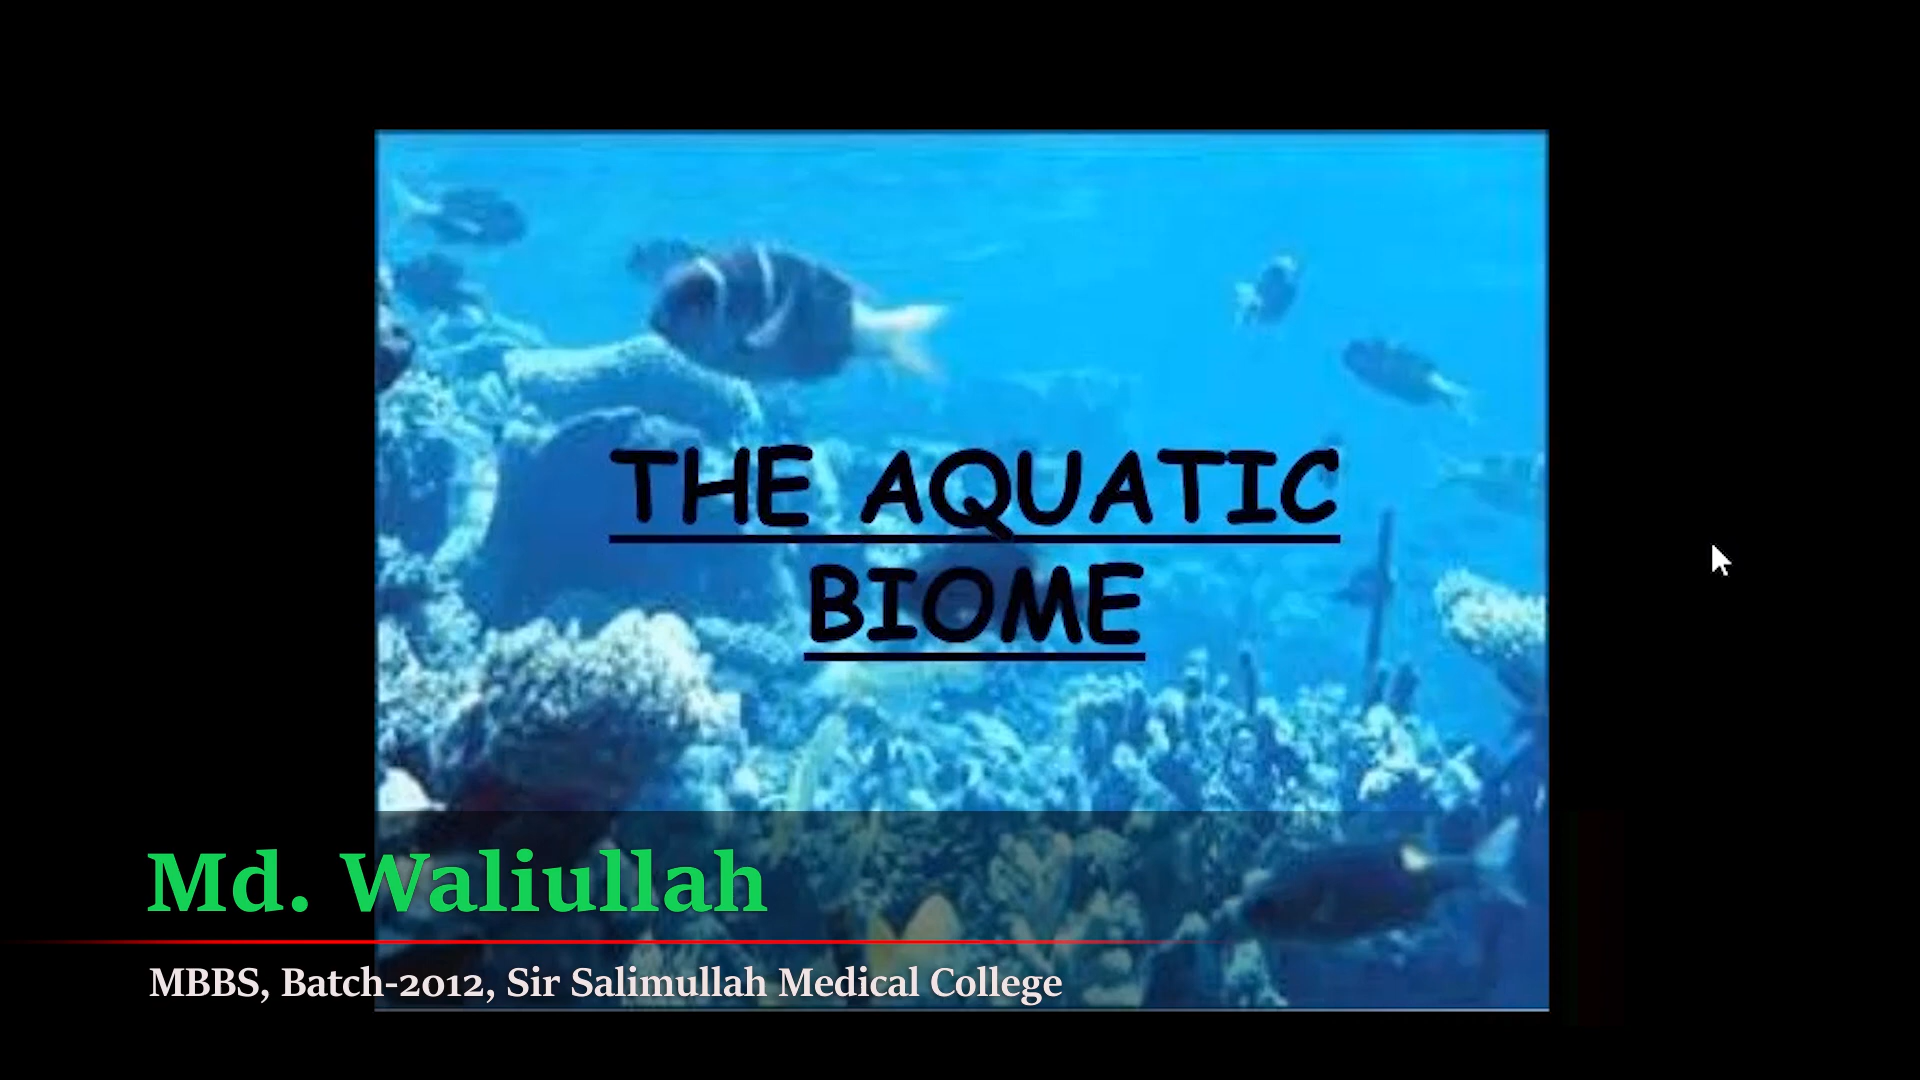 THE AQUATIC
BIOME
Md. Waliullah
MBBS, Batch-2012, Sir Salimullah Medical College